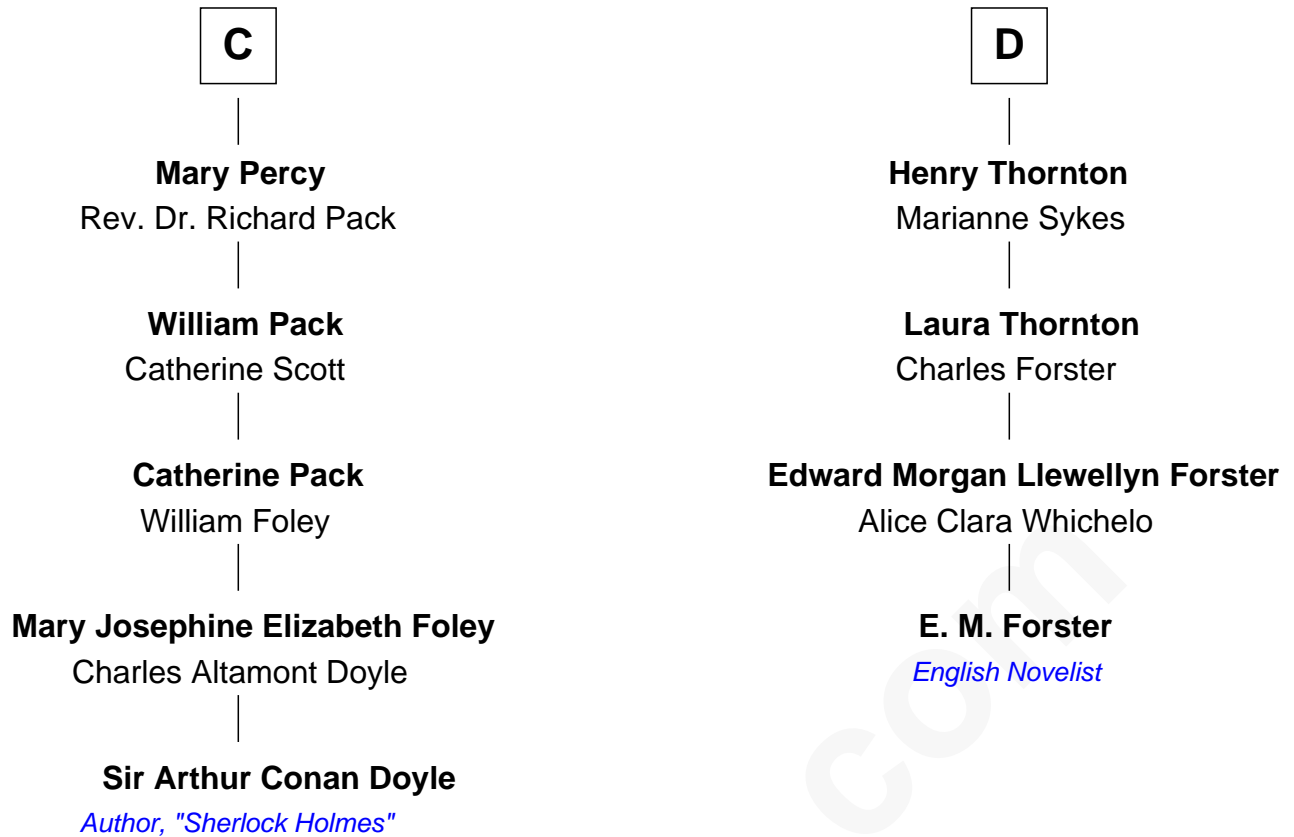 C
Mary Percy
Rev. Dr. Richard Pack
William Pack
Catherine Scott
Catherine Pack
William Foley
Mary Josephine Elizabeth Foley
Charles Altamont Doyle
Sir Arthur Conan Doyle
Author, "Sherlock Holmes"
D
Henry Thornton
Marianne Sykes
Laura Thornton
Charles Forster
Edward Morgan Llewellyn Forster
Alice Clara Whichelo
E. M. Forster
English Novelist
com